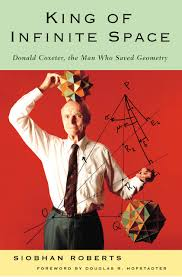 KING OF
INFINITE SPACE
Donald Coxeter, the Man Who Saved Geometry
SIOBHAN ROBERTS
FOREWORD BY DOUGLAS R. HOFSTADTER